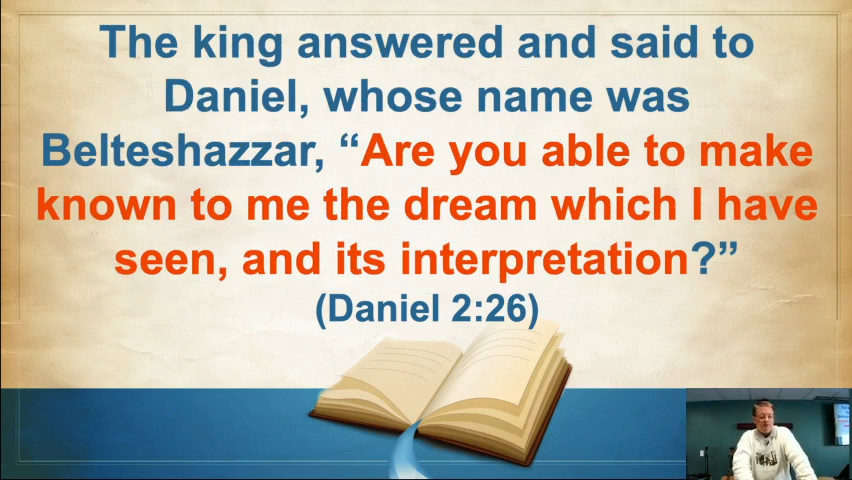 The king answered and said to
Daniel, whose name was
Belteshazzar, “Are you able to make
known to me the dream which I have
seen, and its interpretation?”
(Daniel 2:26)